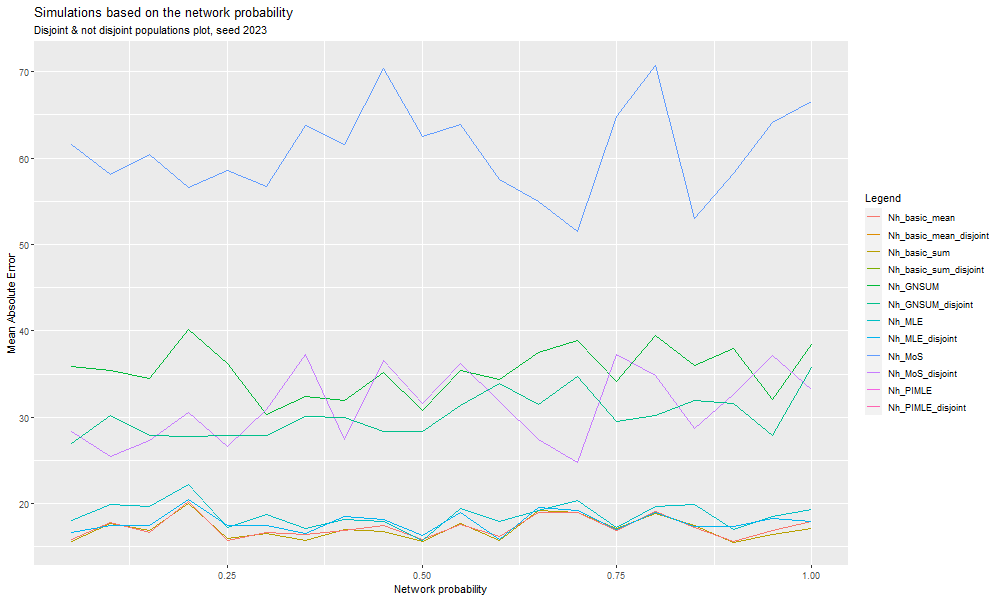 Simulations based on the network probability
Disjoint & not disjoint populations plot, seed 2023
Mean Absolute Error
70
60
50
40
30
20
0.25
0.50
0.75
1.00
Network probability
Legend
Nh_basic_mean
Nh_basic_mean_disjoint
Nh_basic_sum
Nh_basic_sum_disjoint
Nh_GNSUM
Nh_GNSUM_disjoint
Nh_MLE
Nh_MLE_disjoint
Nh_MoS
Nh_MoS_disjoint
Nh_PIMLE
Nh_PIMLE_disjoint